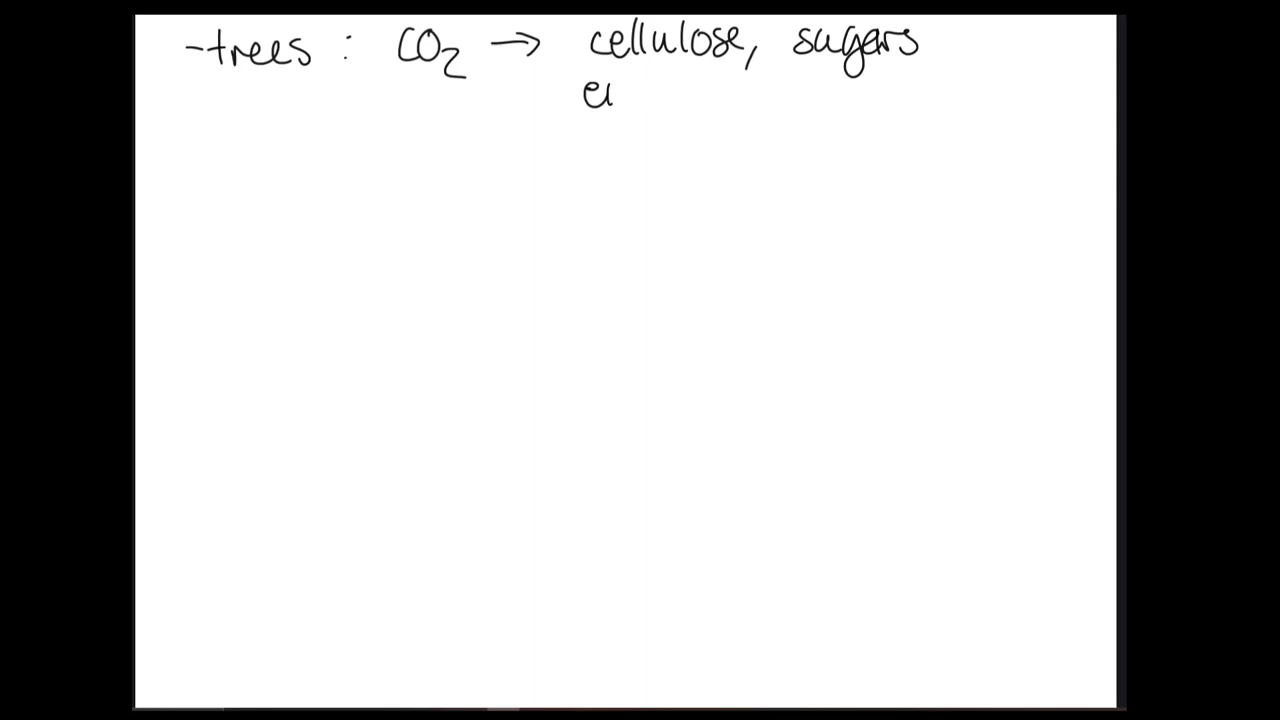 -trees : CO₂ → cellulose, sugars